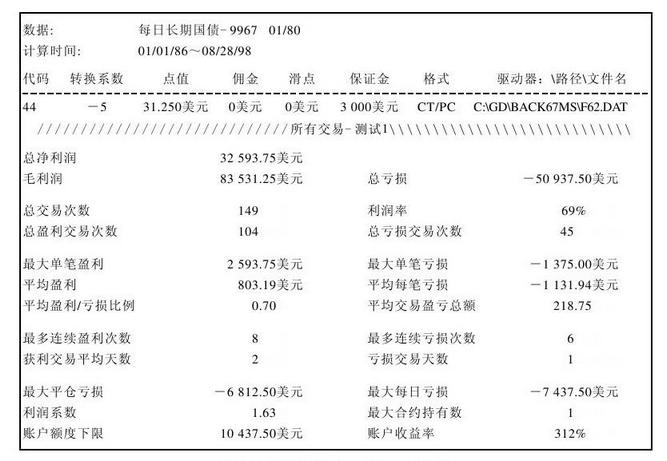 数据: 每日长期国债-9967 01/80
计算时间: 01/01/86～08/28/98
代码 转换系数 点值 佣金 滑点 保证金 格式 驱动器：\路径\文件名
44 －5 31.250美元 0美元 0美元 3 000美元 CT/PC C:\GD\BACK67MS\F62.DAT
/////////////////////////////所有交易-测试1\\\\\\\\\\\\\\\\\\\\\\\\\\\\
总净利润 32 593.75美元
毛利润 83 531.25美元 总亏损 －50 937.50美元
总交易次数 149 利润率 69%
总盈利交易次数 104 总亏损交易次数 45
最大单笔盈利 2 593.75美元 最大单笔亏损 －1 375.00美元
平均盈利 803.19美元 平均每笔亏损 －1 131.94美元
平均盈利/亏损比例 0.70 平均交易盈亏总额 218.75
最多连续盈利次数 8 最多连续亏损次数 6
获利交易平均天数 2 亏损交易天数 1
最大平仓亏损 －6 812.50美元 最大每日亏损 －7 437.50美元
利润系数 1.63 最大合约持有数 1
账户额度下限 10 437.50美元 账户收益率 312%